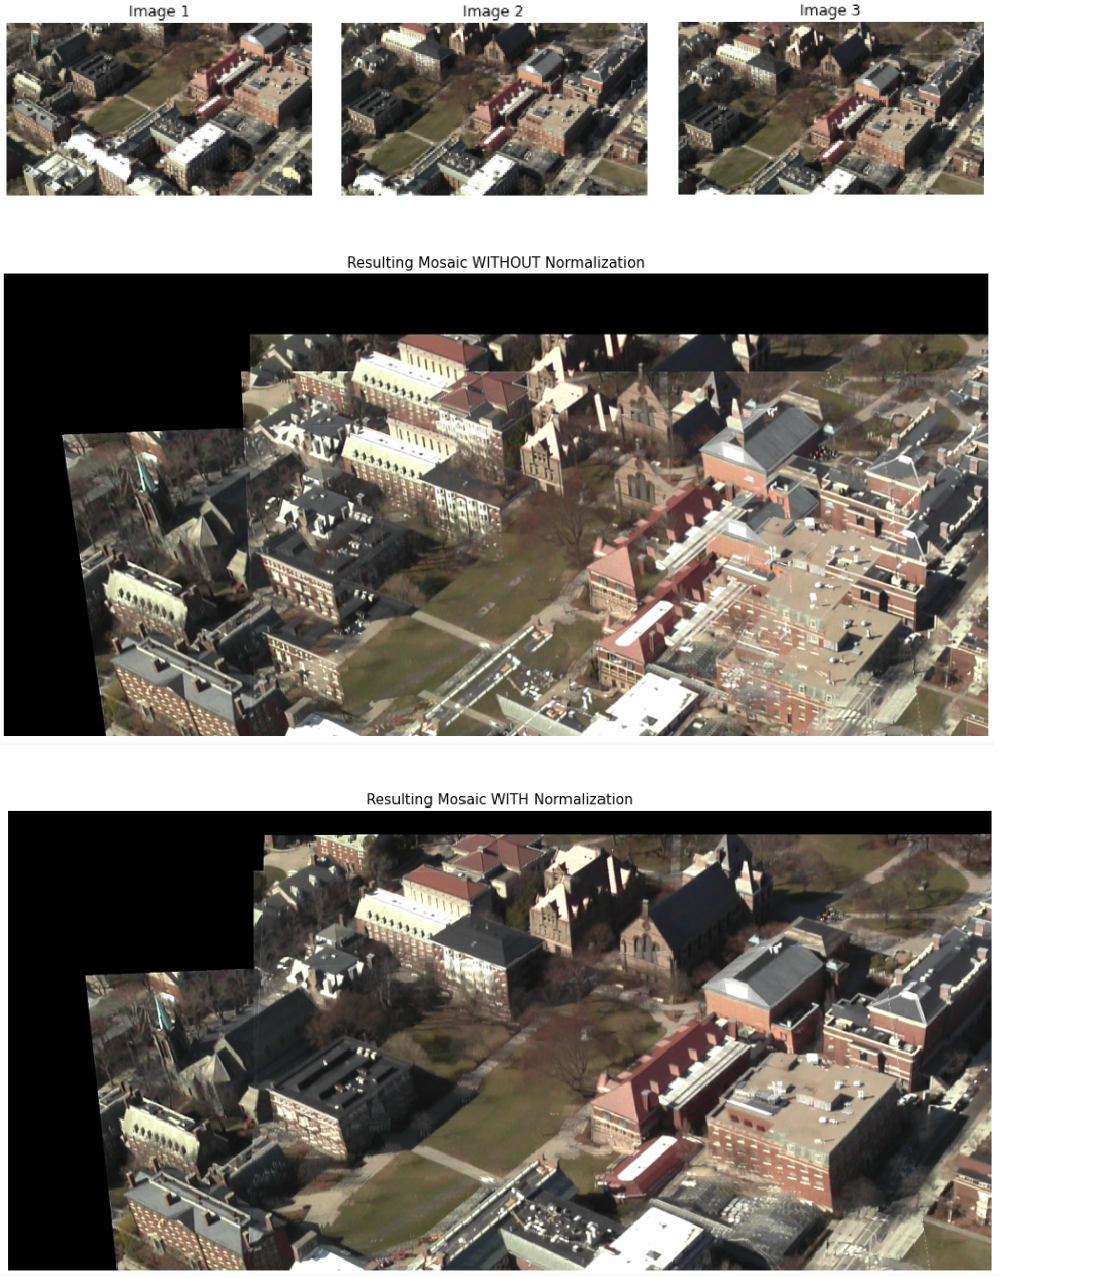 Image 1
Image 2
Image 3
Resulting Mosaic WITHOUT Normalization
Resulting Mosaic WITH Normalization